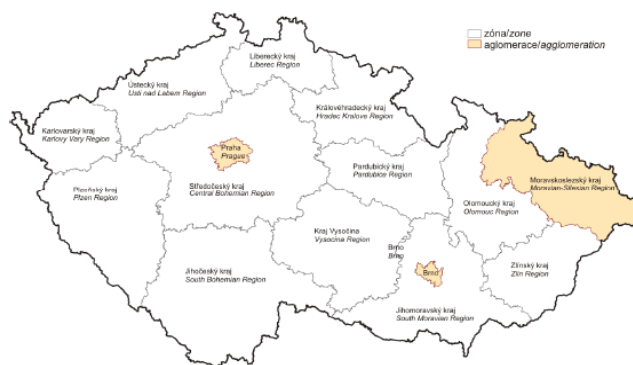 zóna/zone
aglomerace/agglomeration
Liberecký kraj
Liberec Region
Ústecký kraj
Usti nad Labem Region
Královéhradecký kraj
Hradec Kralove Region
Karlovarský kraj
Karlovy Vary Region
Praha
Prague
Pardubický kraj
Pardubice Region
Moravskoslezský kraj
Moravian-Silesian Region
Plzeňský kraj
Plzen Region
Středočeský kraj
Central Bohemian Region
Olomoucký kraj
Olomouc Region
Kraj Vysočina
Vysocina Region
Brno
Brno
Brno
Zlínský kraj
Zlin Region
Jihočeský kraj
South Bohemian Region
Jihomoravský kraj
South Moravian Region